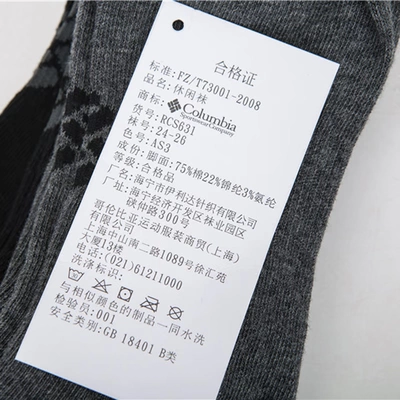 合格证
标准: FZ/T73001-2008
品名: 休闲袜
商标: Columbia
Sportswear Company
货号: RCS631
袜号: 24-26
色号: AS3
成份: 脚面: 75%棉22%锦纶3%氨纶
等级: 合格品
厂名: 海宁市伊利达针织有限公司
厂址: 海宁经济开发区袜业园区
硖仲路300号
哥伦比亚运动服装商贸(上海)
上海中山南二路1089号徐汇苑
大厦13楼
电话: (021)61211000
洗涤标识:
与相似颜色的制品一同水洗
检验员: 001
安全类别: GB 18401 B类